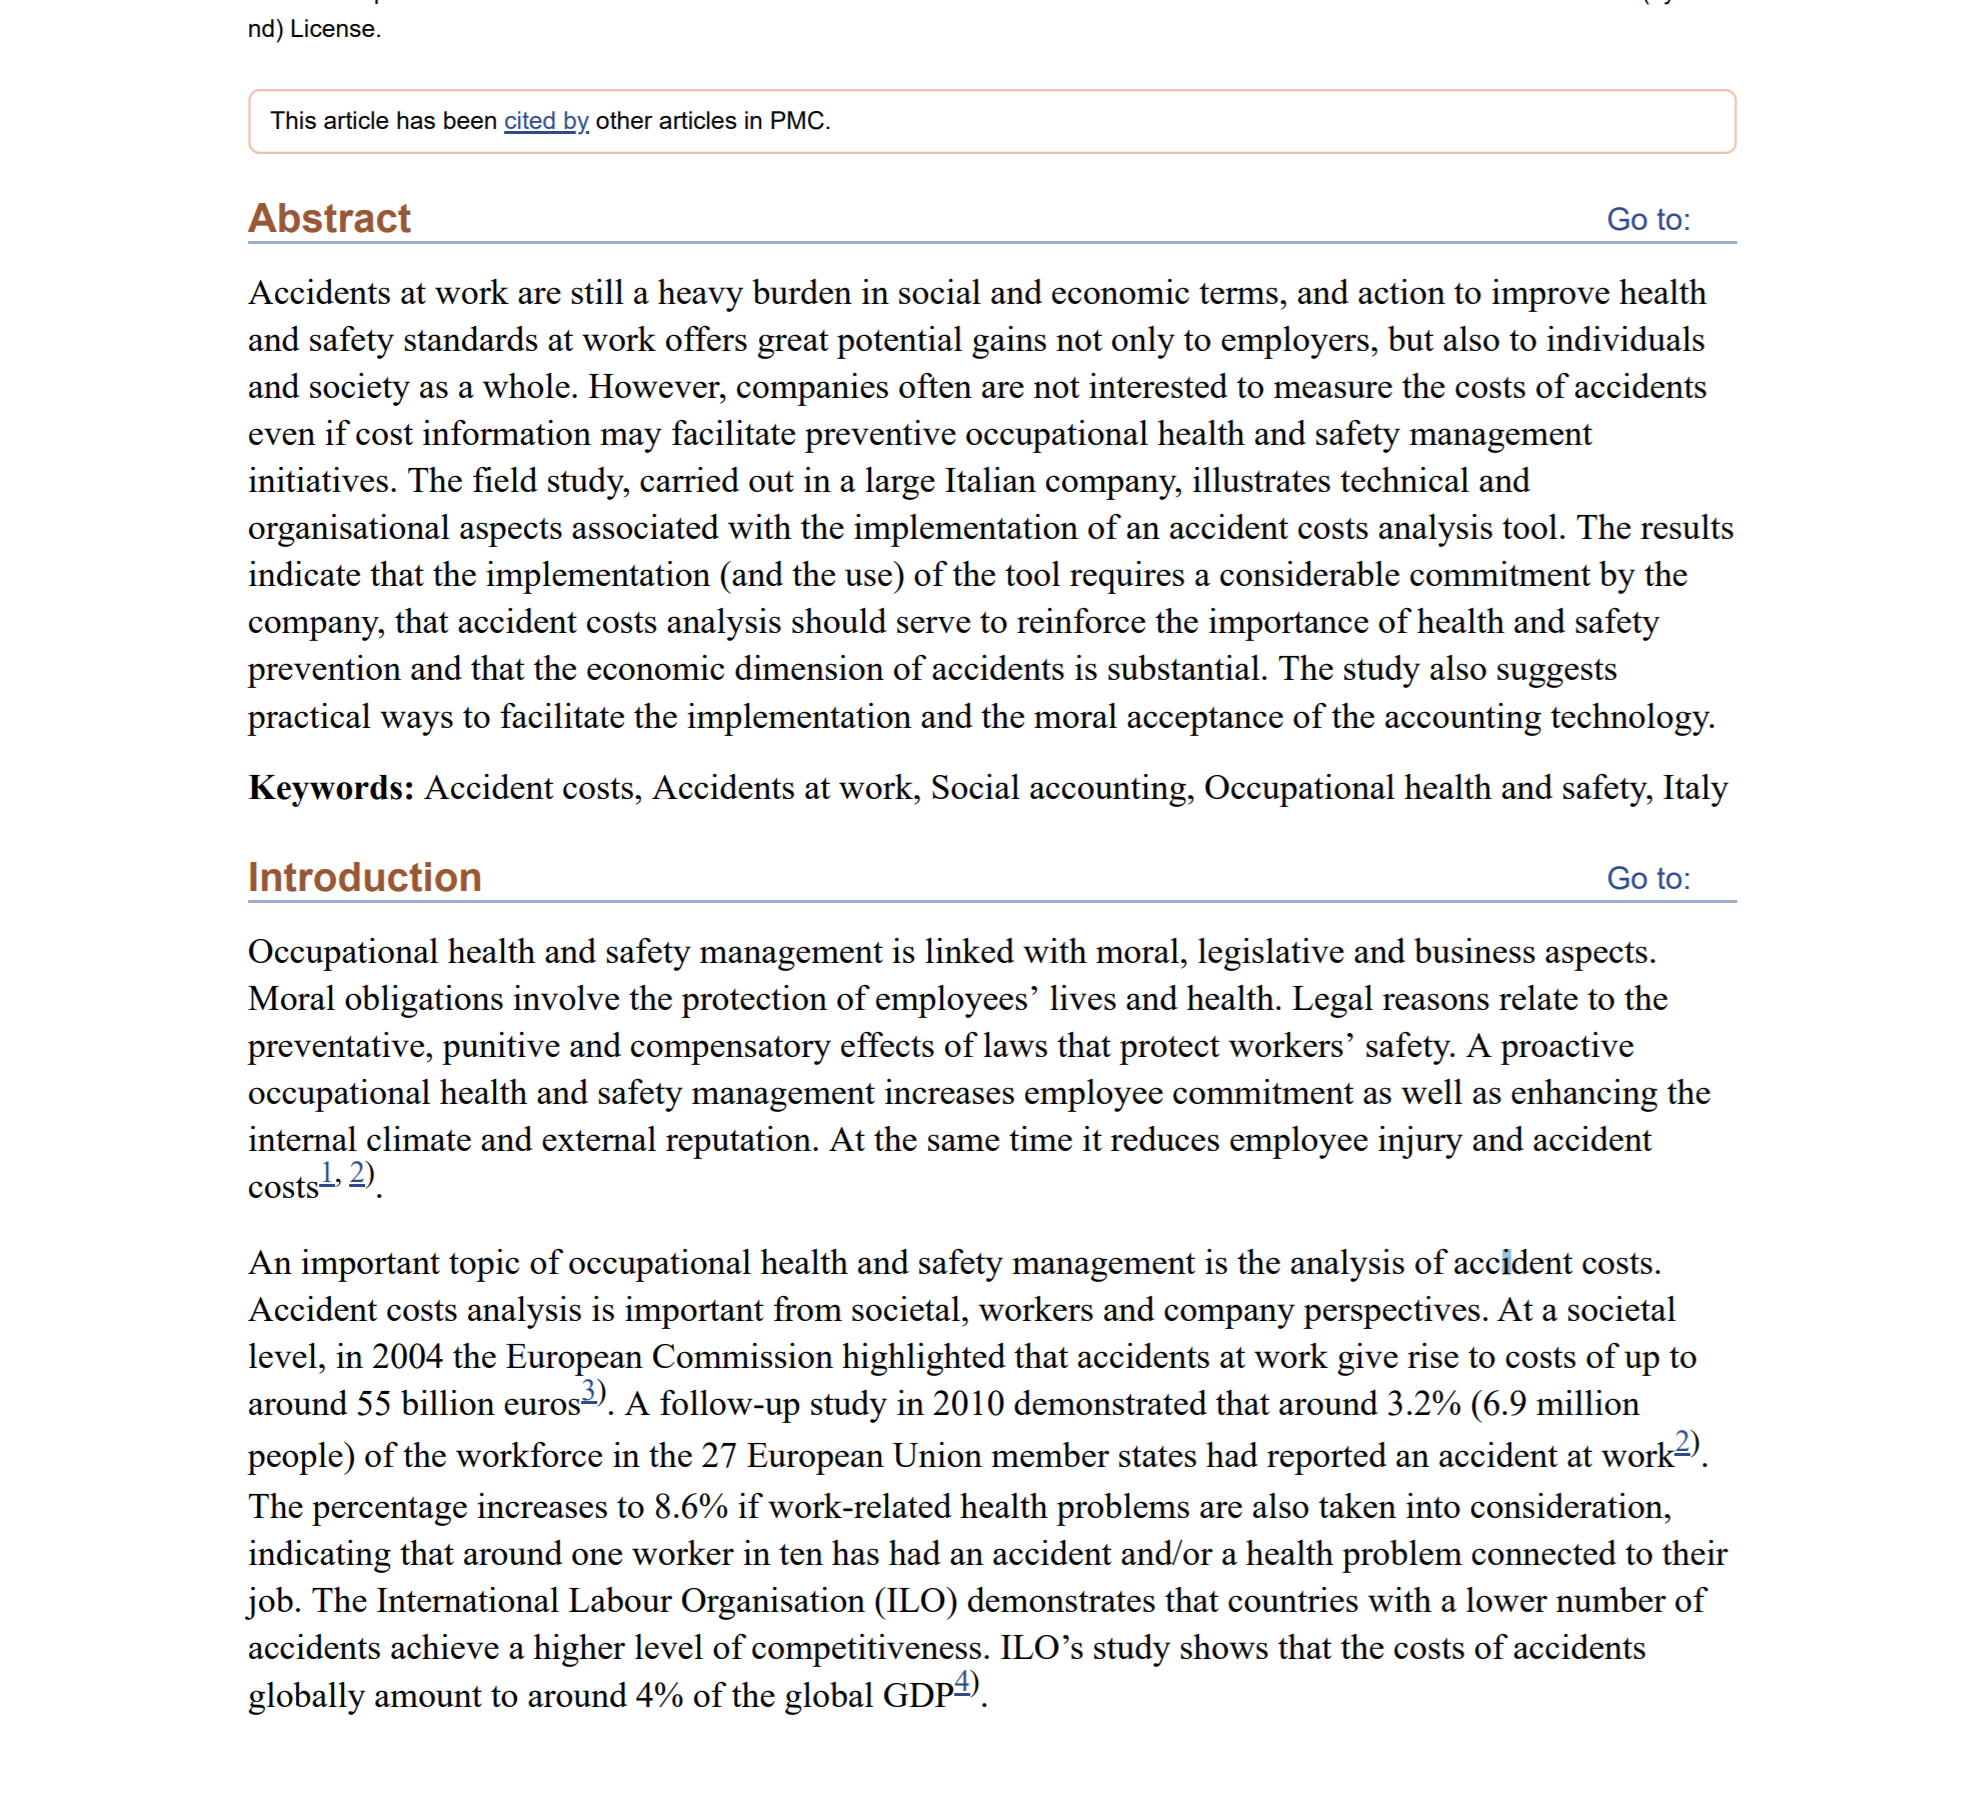 nd) License.
This article has been cited by other articles in PMC.
Abstract
Go to:
Accidents at work are still a heavy burden in social and economic terms, and action to improve health
and safety standards at work offers great potential gains not only to employers, but also to individuals
and society as a whole. However, companies often are not interested to measure the costs of accidents
even if cost information may facilitate preventive occupational health and safety management
initiatives. The field study, carried out in a large Italian company, illustrates technical and
organisational aspects associated with the implementation of an accident costs analysis tool. The results
indicate that the implementation (and the use) of the tool requires a considerable commitment by the
company, that accident costs analysis should serve to reinforce the importance of health and safety
prevention and that the economic dimension of accidents is substantial. The study also suggests
practical ways to facilitate the implementation and the moral acceptance of the accounting technology.
Keywords: Accident costs, Accidents at work, Social accounting, Occupational health and safety, Italy
Introduction
Go to:
Occupational health and safety management is linked with moral, legislative and business aspects.
Moral obligations involve the protection of employees’ lives and health. Legal reasons relate to the
preventative, punitive and compensatory effects of laws that protect workers’ safety. A proactive
occupational health and safety management increases employee commitment as well as enhancing the
internal climate and external reputation. At the same time it reduces employee injury and accident
costs1, 2).
An important topic of occupational health and safety management is the analysis of accident costs.
Accident costs analysis is important from societal, workers and company perspectives. At a societal
level, in 2004 the European Commission highlighted that accidents at work give rise to costs of up to
around 55 billion euros3). A follow-up study in 2010 demonstrated that around 3.2% (6.9 million
people) of the workforce in the 27 European Union member states had reported an accident at work2).
The percentage increases to 8.6% if work-related health problems are also taken into consideration,
indicating that around one worker in ten has had an accident and/or a health problem connected to their
job. The International Labour Organisation (ILO) demonstrates that countries with a lower number of
accidents achieve a higher level of competitiveness. ILO’s study shows that the costs of accidents
globally amount to around 4% of the global GDP4).